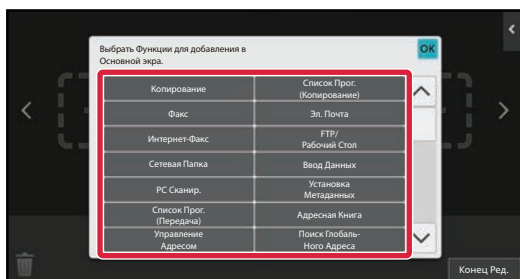 Выбрать Функции для добавления в
Основной экра.
OK
Копирование
Список Прог.
(Копирование)
Факс
Эл. Почта
Интернет-Факс
FTP/
Рабочий Стол
Сетевая Папка
Ввод Данных
PC Сканир.
Установка
Метаданных
Список Прог.
(Передача)
Адресная Книга
Управление
Адресом
Поиск Глобаль-
Ного Адреса
Конец Ред.